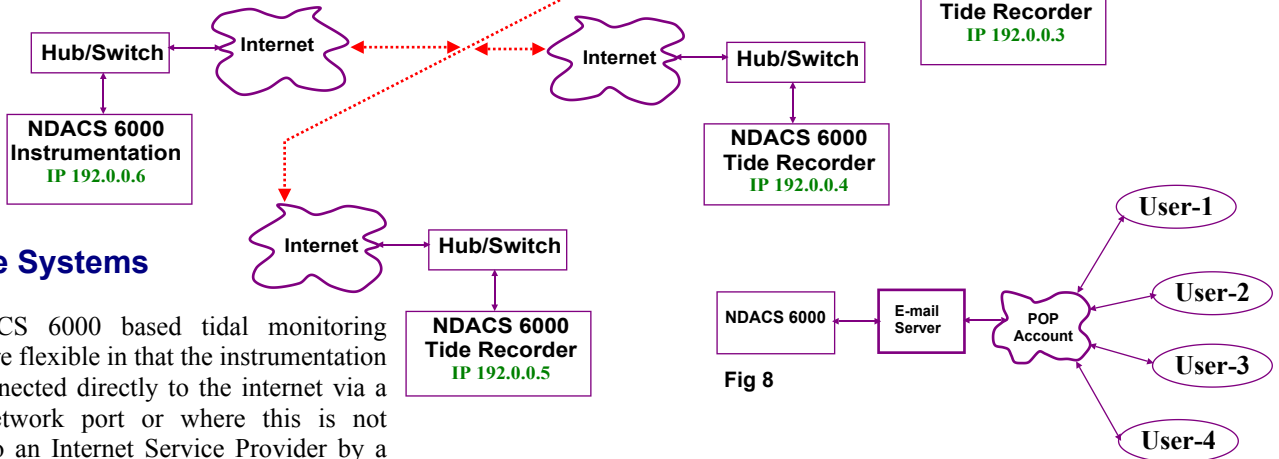 Tide Recorder
IP 192.0.0.3
Hub/Switch
Internet
Internet
Hub/Switch
NDACS 6000
Instrumentation
IP 192.0.0.6
NDACS 6000
Tide Recorder
IP 192.0.0.4
Internet
Hub/Switch
NDACS 6000
Tide Recorder
IP 192.0.0.5
e Systems
CS 6000 based tidal monitoring
re flexible in that the instrumentation
nnected directly to the internet via a
etwork port or where this is not
o an Internet Service Provider by a
NDACS 6000
E-mail
Server
POP
Account
User-1
User-2
User-3
User-4
Fig 8